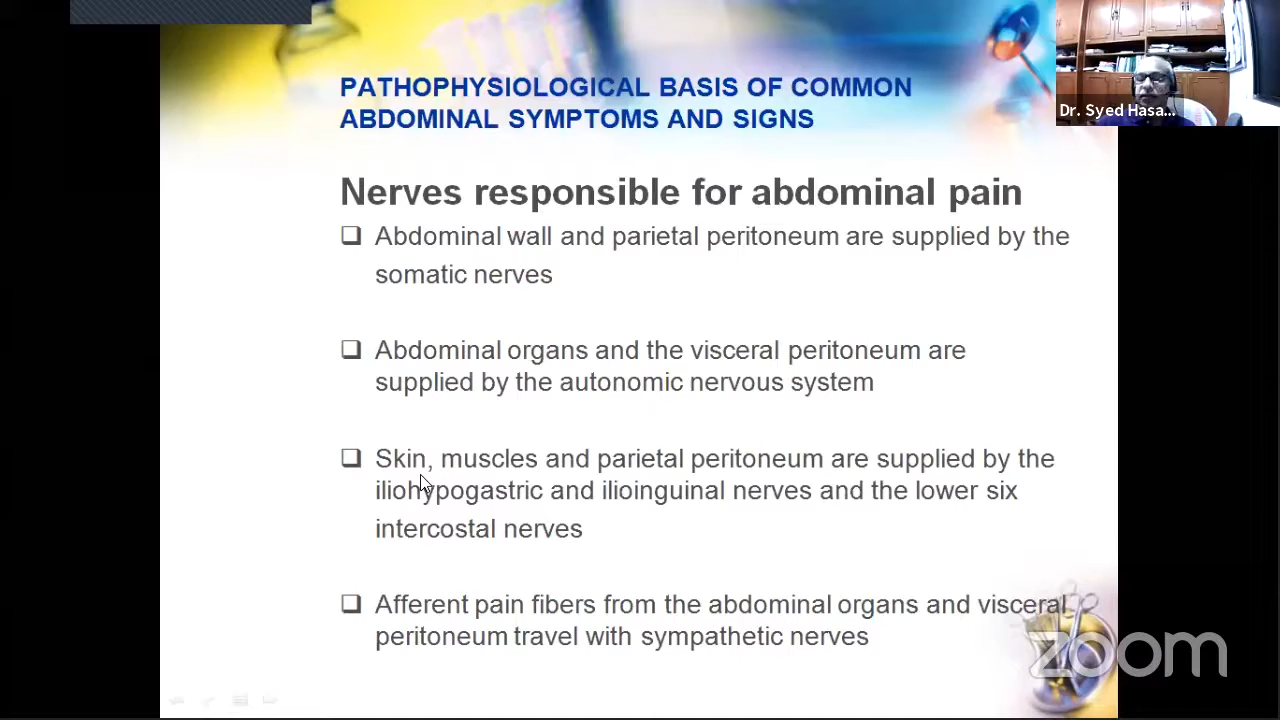 PATHOPHYSIOLOGICAL BASIS OF COMMON
ABDOMINAL SYMPTOMS AND SIGNS
Dr. Syed Hasa...
Nerves responsible for abdominal pain
❑ Abdominal wall and parietal peritoneum are supplied by the
somatic nerves
❑ Abdominal organs and the visceral peritoneum are
supplied by the autonomic nervous system
❑ Skin, muscles and parietal peritoneum are supplied by the
iliohypogastric and ilioinguinal nerves and the lower six
intercostal nerves
❑ Afferent pain fibers from the abdominal organs and visceral
peritoneum travel with sympathetic nerves
zoom